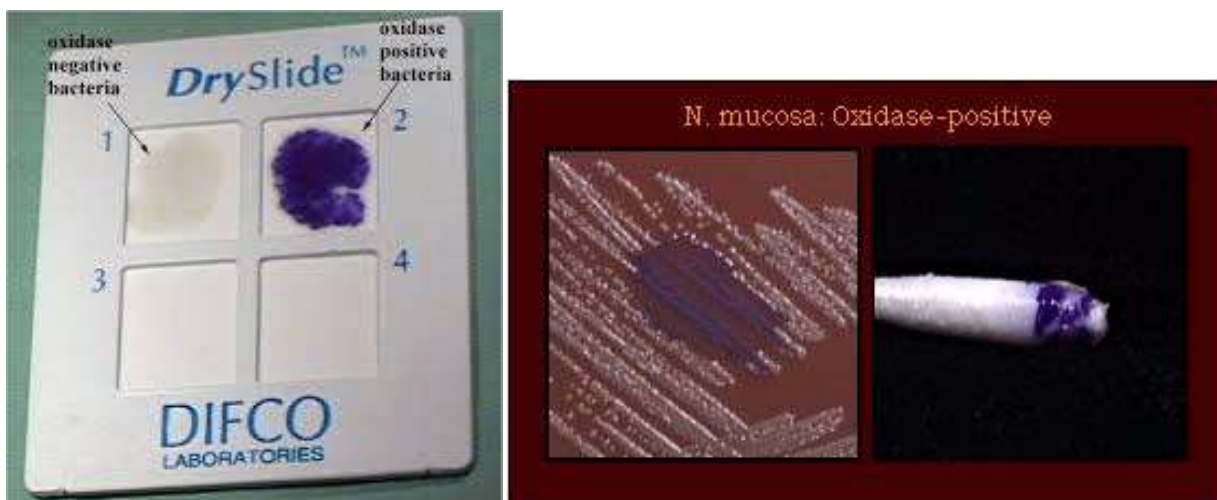 oxidase
negative
bacteria
oxidase
positive
bacteria
DrySlide™
1
2
3
4
DIFCO
LABORATORIES
N. mucosa: Oxidase-positive